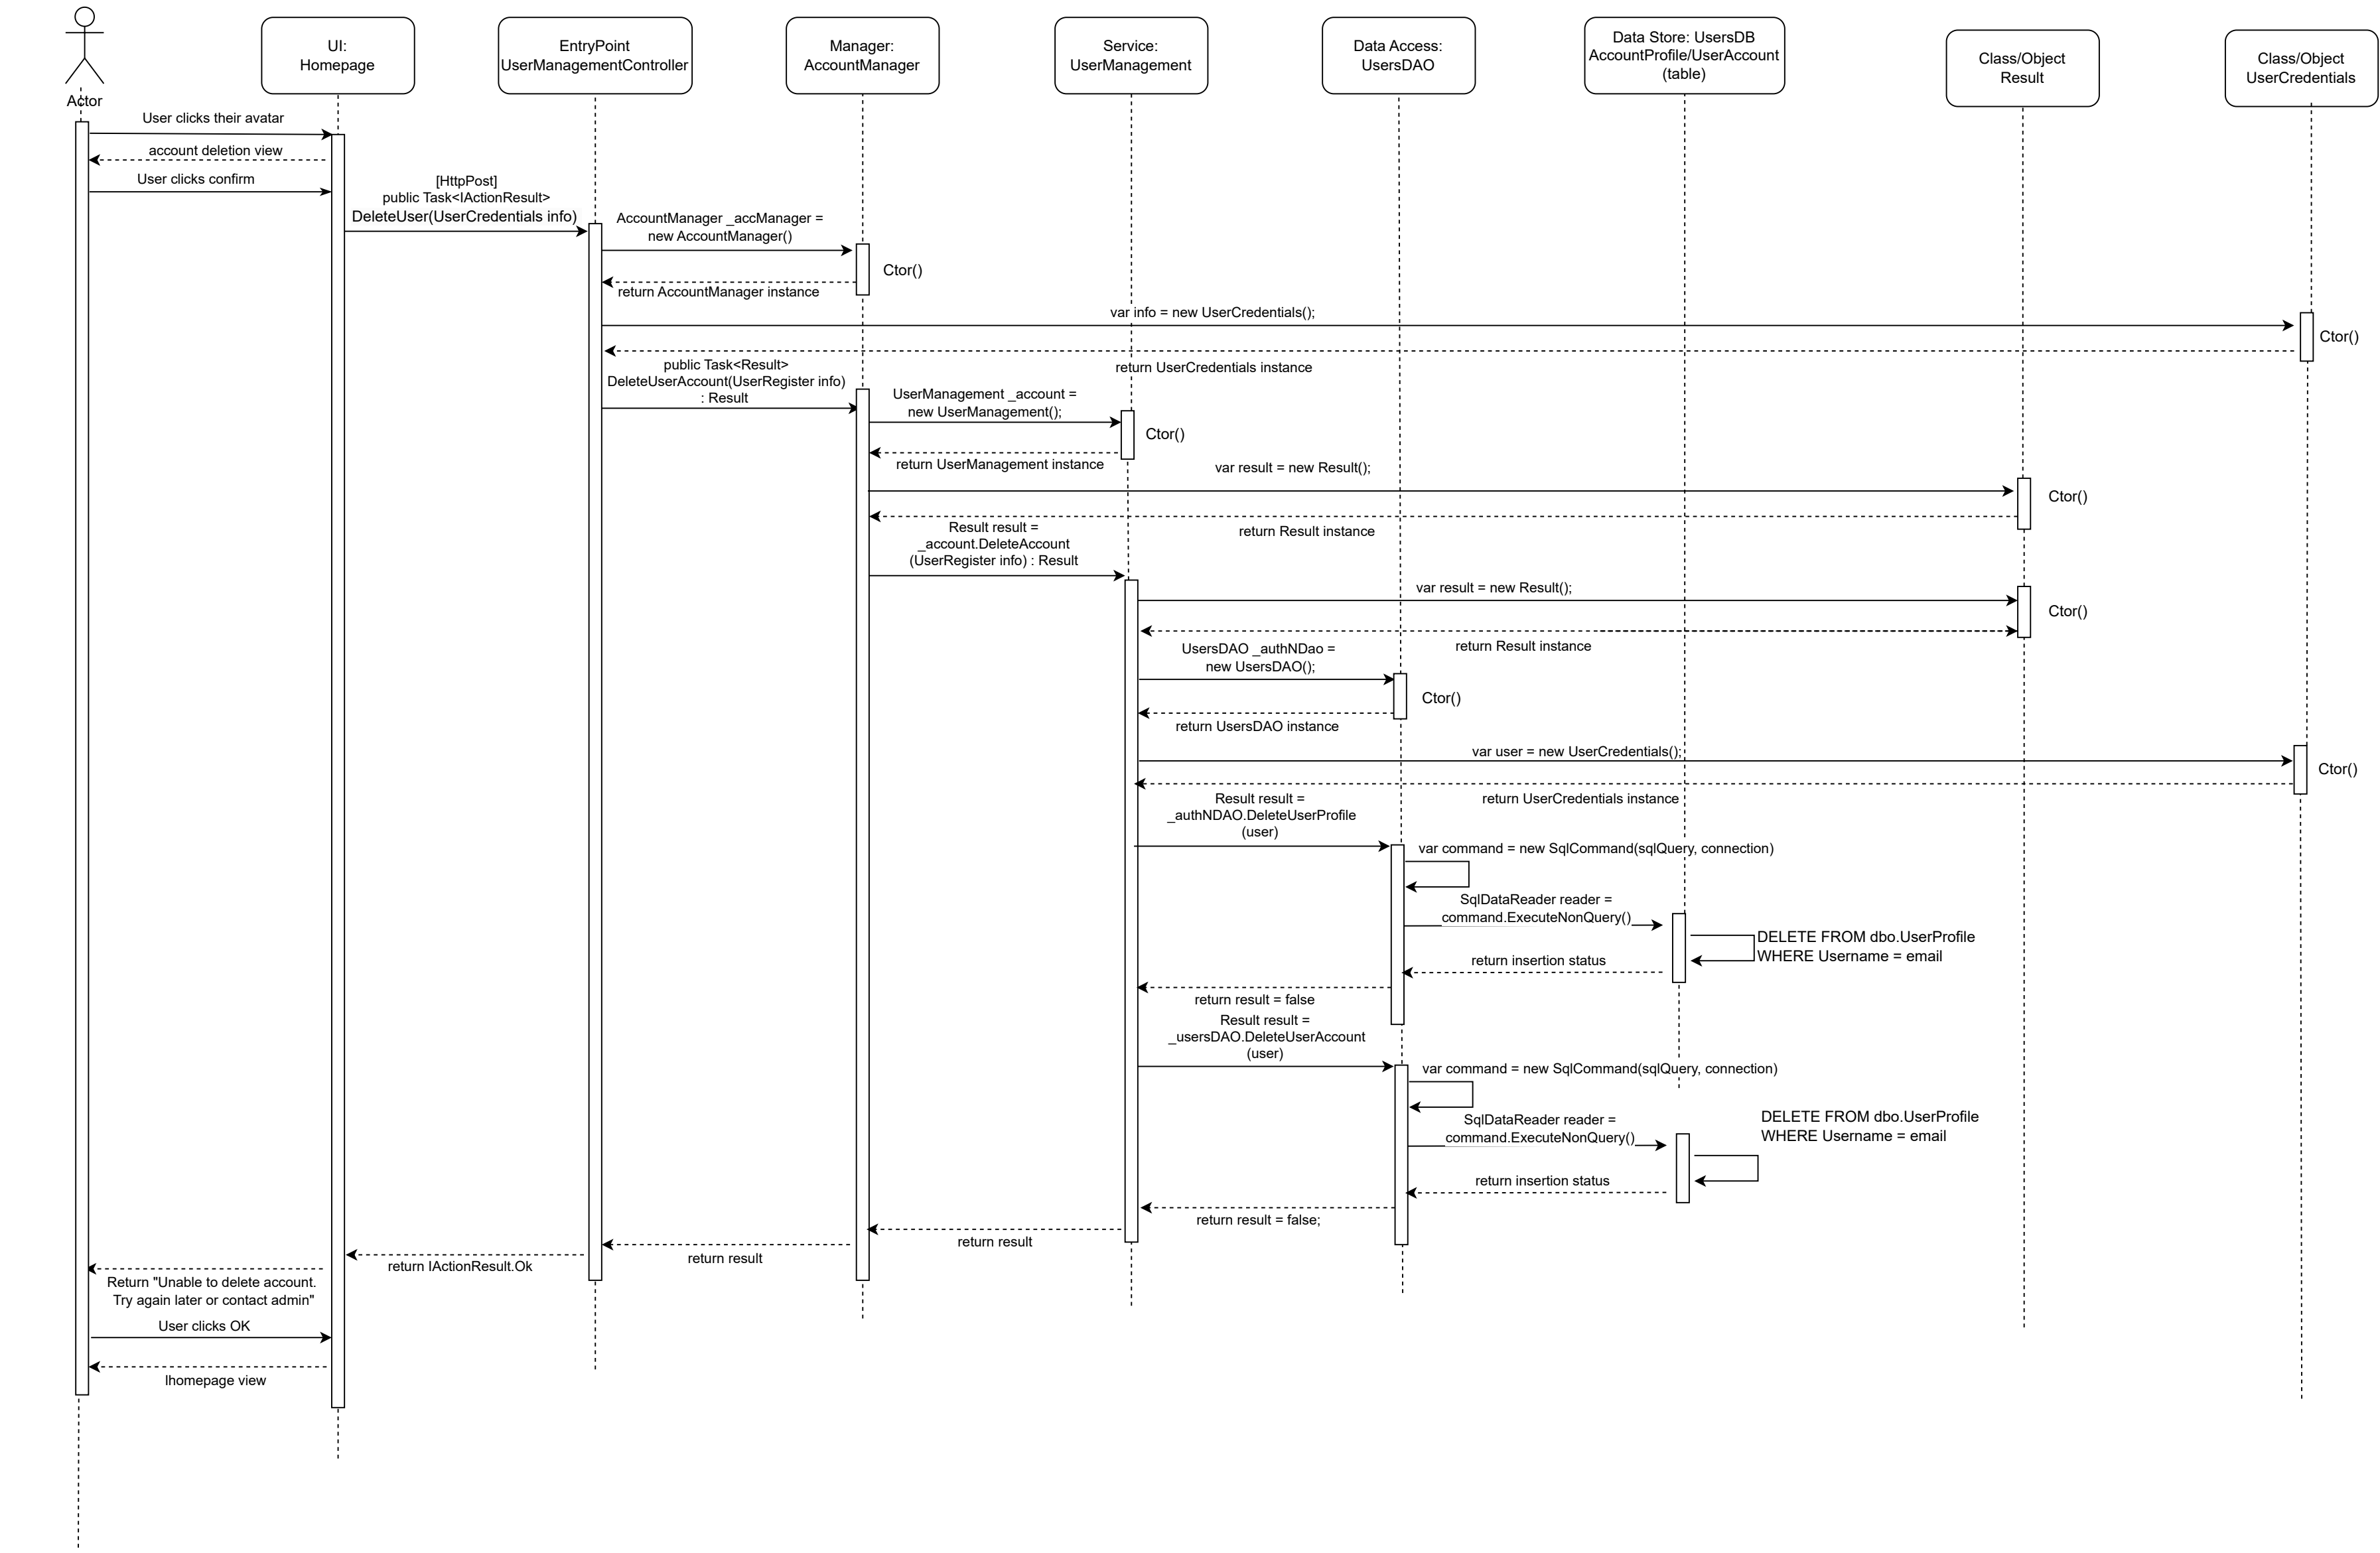 Actor
UI:
Homepage
EntryPoint
UserManagementController
Manager:
AccountManager
Service:
UserManagement
Data Access:
UsersDAO
Data Store: UsersDB
AccountProfile/UserAccount
(table)
Class/Object
Result
Class/Object
UserCredentials
User clicks their avatar
account deletion view
User clicks confirm
[HttpPost]
public Task<IActionResult>
DeleteUser(UserCredentials info)
AccountManager _accManager =
new AccountManager()
Ctor()
return AccountManager instance
var info = new UserCredentials();
Ctor()
return UserCredentials instance
public Task<Result>
DeleteUserAccount(UserRegister info)
: Result
UserManagement _account =
new UserManagement();
Ctor()
return UserManagement instance
var result = new Result();
Ctor()
return Result instance
Result result =
_account.DeleteAccount
(UserRegister info) : Result
var result = new Result();
Ctor()
return Result instance
UsersDAO _authNDao =
new UsersDAO();
Ctor()
return UsersDAO instance
var user = new UserCredentials();
Ctor()
return UserCredentials instance
Result result =
_authNDAO.DeleteUserProfile
(user)
var command = new SqlCommand(sqlQuery, connection)
SqlDataReader reader =
command.ExecuteNonQuery()
DELETE FROM dbo.UserProfile
WHERE Username = email
return insertion status
return result = false
Result result =
_usersDAO.DeleteUserAccount
(user)
var command = new SqlCommand(sqlQuery, connection)
SqlDataReader reader =
command.ExecuteNonQuery()
DELETE FROM dbo.UserProfile
WHERE Username = email
return insertion status
return result = false;
return result
return result
return IActionResult.Ok
Return "Unable to delete account.
Try again later or contact admin"
User clicks OK
lhomepage view